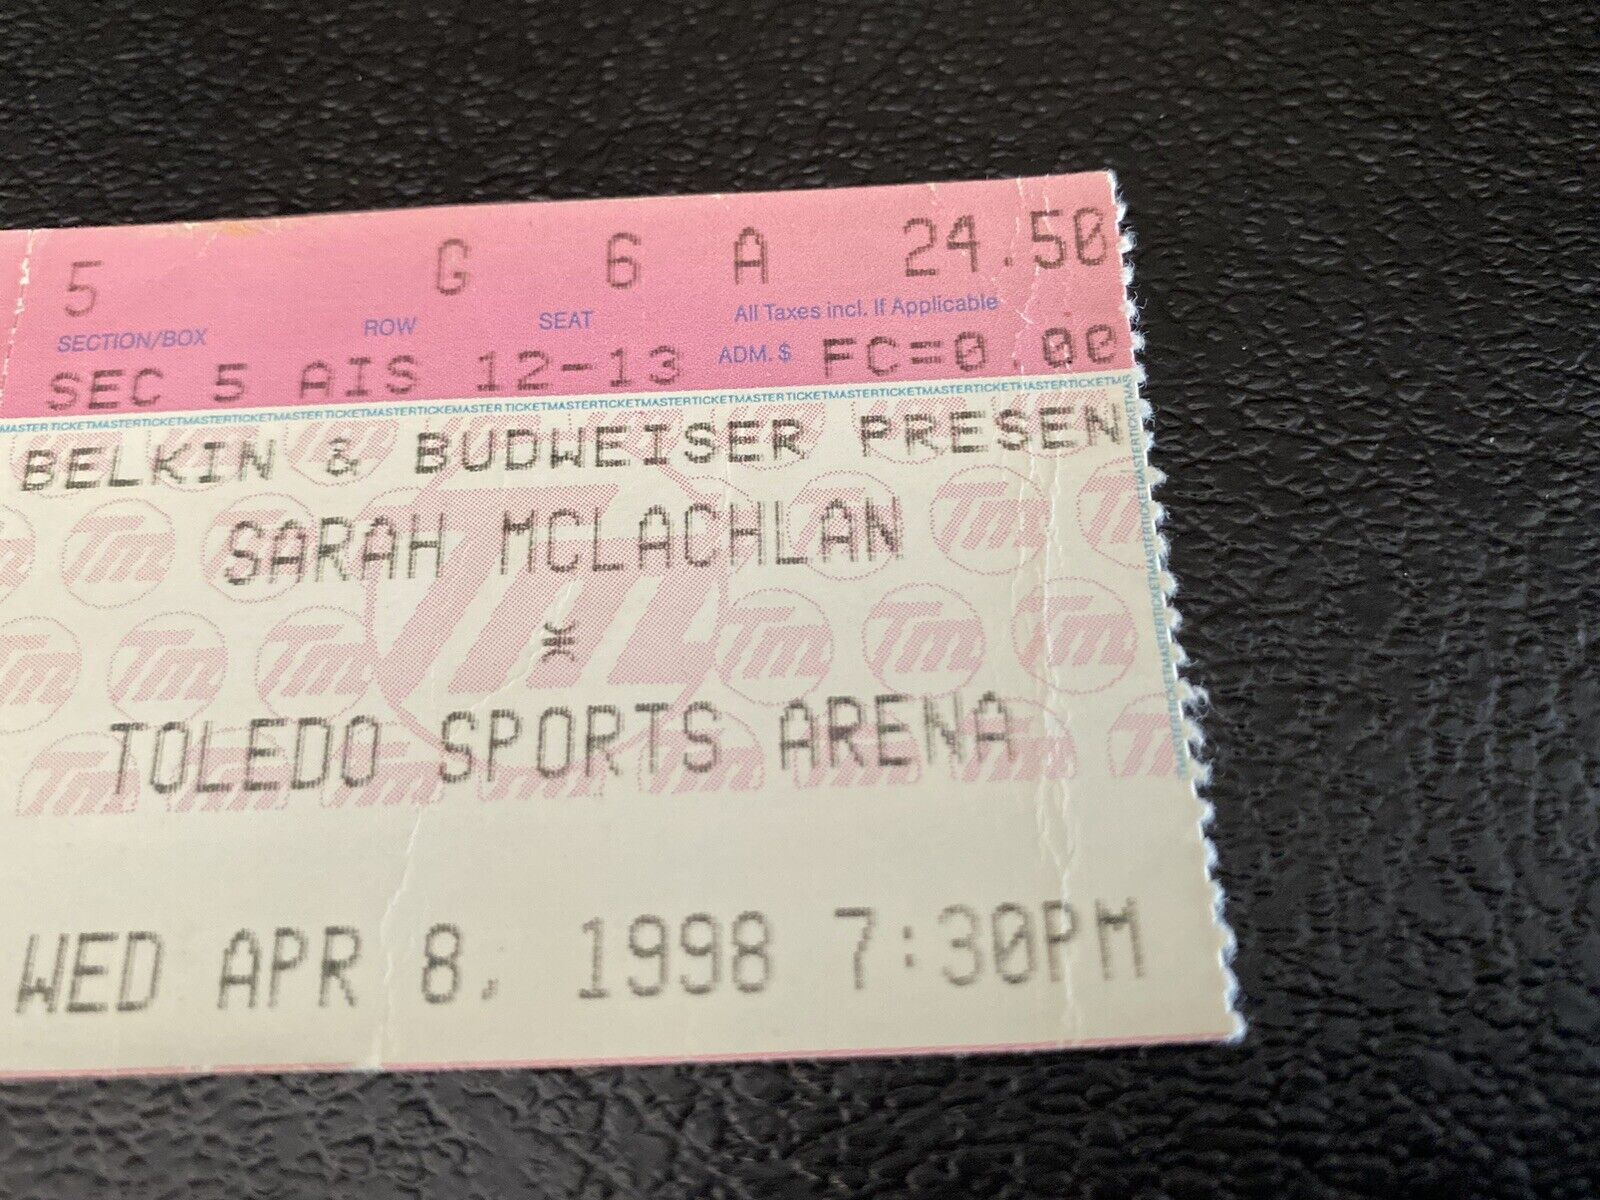 5 G 6 A 24.50
SECTION/BOX ROW SEAT All Taxes incl. If Applicable
SEC 5 AIS 12-13 ADM. $ FC=0.00
MASTERTICKETMASTERTICKETMASTERTICKETMASTERTICKEMASTERTICKETMASTERTICKETMASTERTICKETMASTERTICKETMASTERTICKETMASTER
BELKIN & BUDWEISER PRESEN
SARAH MCLACHLAN
*
TOLEDO SPORTS ARENA
WED APR 8, 1998 7:30PM